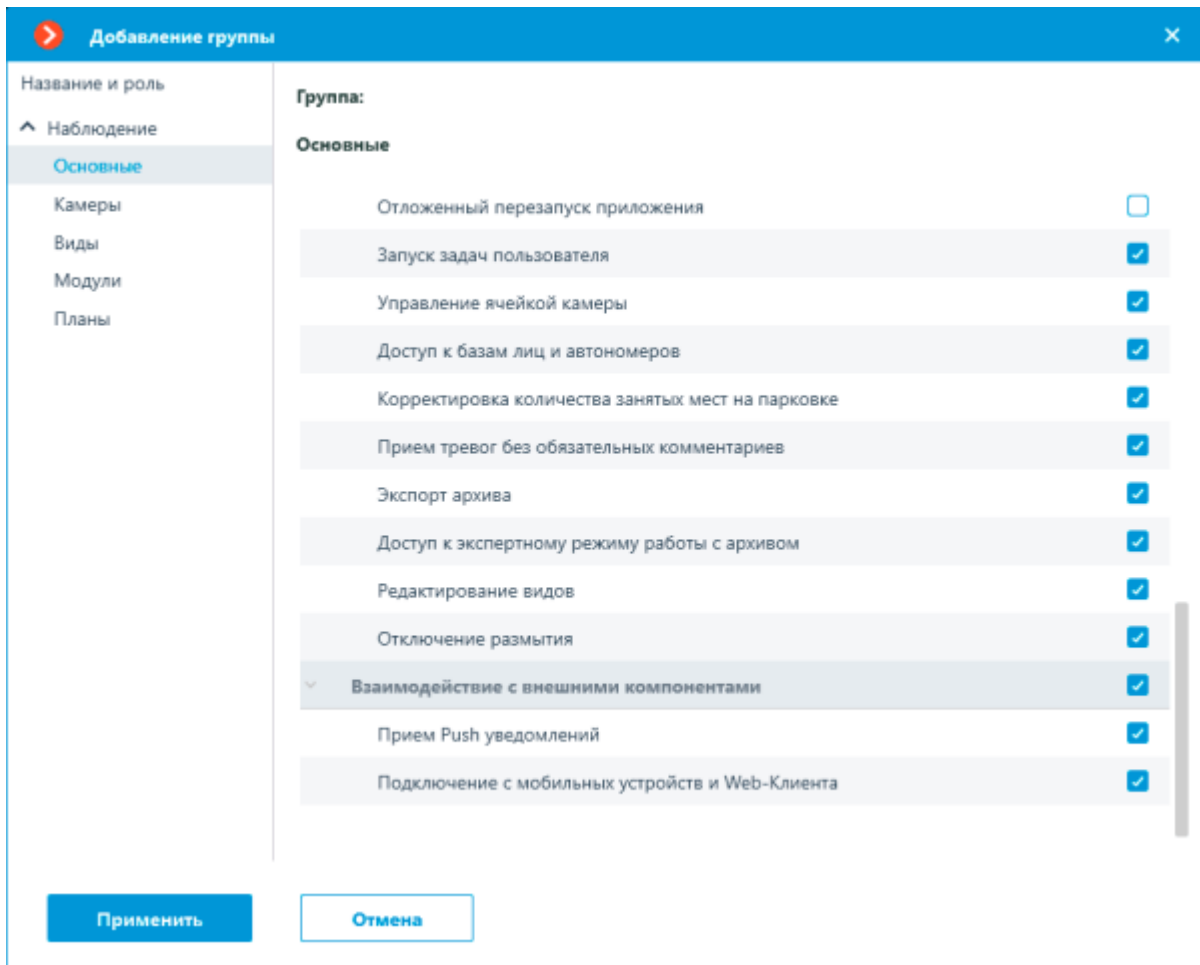 Добавление группы
Название и роль
Наблюдение
Основные
Камеры
Виды
Модули
Планы
Группа:
Основные
Отложенный перезапуск приложения
Запуск задач пользователя
Управление ячейкой камеры
Доступ к базам лиц и автономеров
Корректировка количества занятых мест на парковке
Прием тревог без обязательных комментариев
Экспорт архива
Доступ к экспертному режиму работы с архивом
Редактирование видов
Отключение размытия
Взаимодействие с внешними компонентами
Прием Push уведомлений
Подключение с мобильных устройств и Web-Клиента
Применить
Отмена